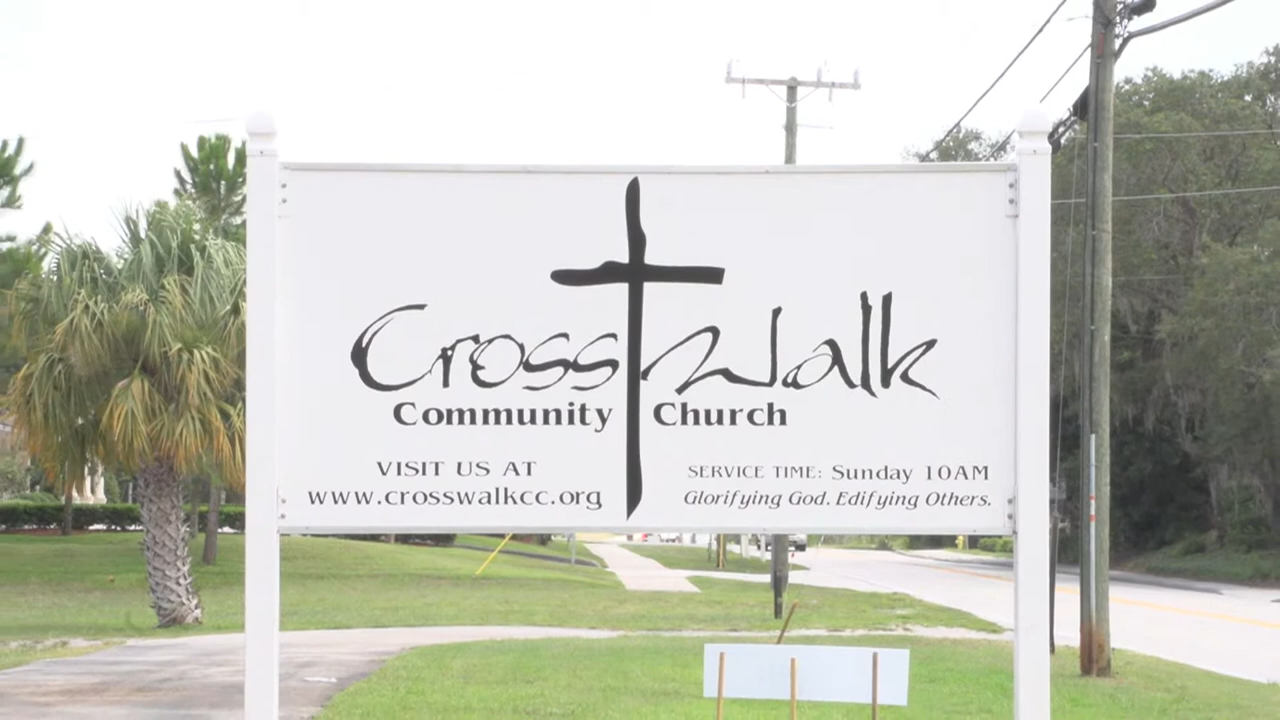 CrossWalk
Community Church
VISIT US AT
www.crosswalkcc.org
SERVICE TIME: Sunday 10AM
Glorifying God. Edifying Others.